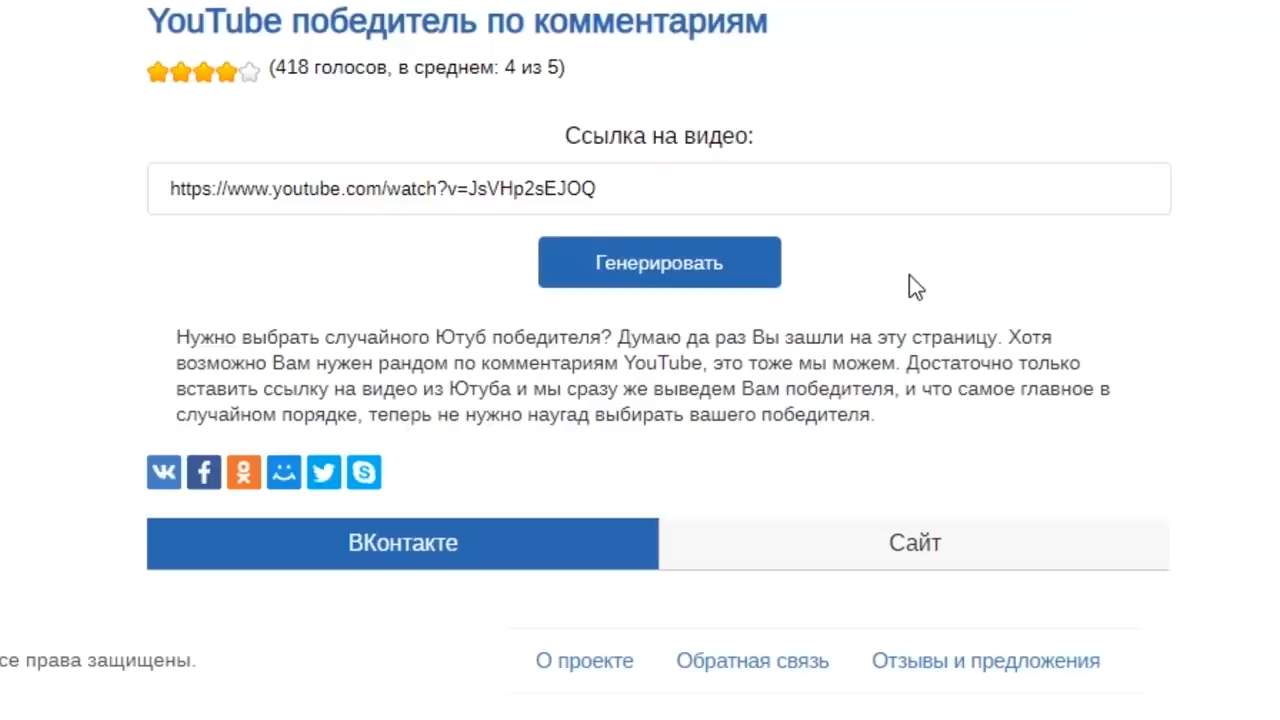 YouTube победитель по комментариям
(418 голосов, в среднем: 4 из 5)
Ссылка на видео:
https://www.youtube.com/watch?v=JsVHp2sEJOQ
Генерировать
Нужно выбрать случайного Ютуб победителя? Думаю да раз Вы зашли на эту страницу. Хотя
возможно Вам нужен рандом по комментариям YouTube, это тоже мы можем. Достаточно только
вставить ссылку на видео из Ютуба и мы сразу же выведем Вам победителя, и что самое главное в
случайном порядке, теперь не нужно наугад выбирать вашего победителя.
ВКонтакте Сайт
се права защищены. О проекте Обратная связь Отзывы и предложения